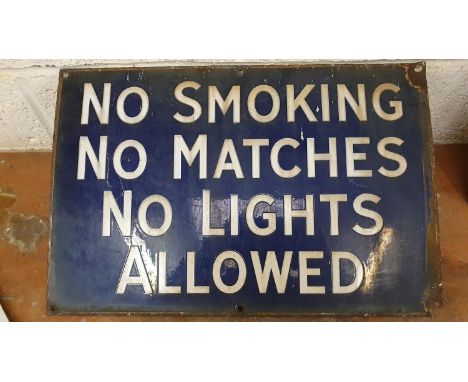 NO SMOKING
NO MATCHES
NO LIGHTS
ALLOWED